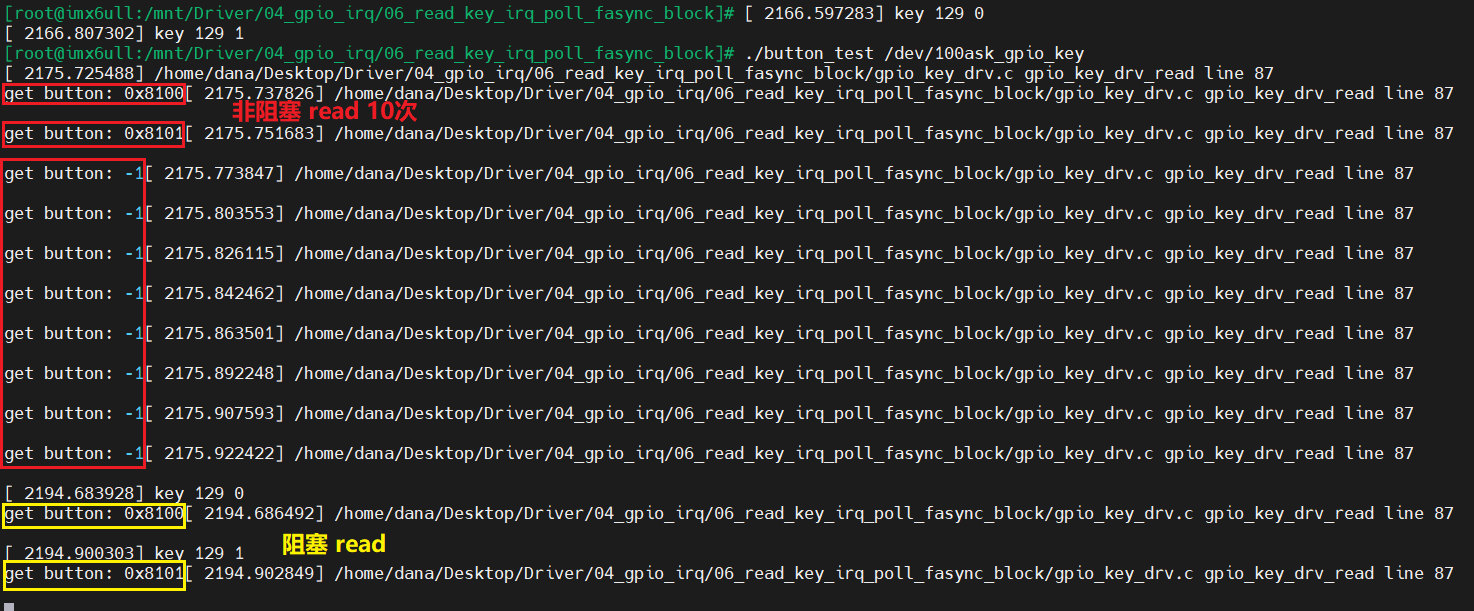 [root@imx6ull:/mnt/Driver/04_gpio_irq/06_read_key_irq_poll_fasync_block]# [ 2166.597283] key 129 0
[ 2166.807302] key 129 1
[root@imx6ull:/mnt/Driver/04_gpio_irq/06_read_key_irq_poll_fasync_block]# ./button_test /dev/100ask_gpio_key
[ 2175.725488] /home/dana/Desktop/Driver/04_gpio_irq/06_read_key_irq_poll_fasync_block/gpio_key_drv.c gpio_key_drv_read line 87
get button: 0x8100[ 2175.737826] /home/dana/Desktop/Driver/04_gpio_irq/06_read_key_irq_poll_fasync_block/gpio_key_drv.c gpio_key_drv_read line 87
非阻塞 read 10次
get button: 0x8101[ 2175.751683] /home/dana/Desktop/Driver/04_gpio_irq/06_read_key_irq_poll_fasync_block/gpio_key_drv.c gpio_key_drv_read line 87
get button: -1[ 2175.773847] /home/dana/Desktop/Driver/04_gpio_irq/06_read_key_irq_poll_fasync_block/gpio_key_drv.c gpio_key_drv_read line 87
get button: -1[ 2175.803553] /home/dana/Desktop/Driver/04_gpio_irq/06_read_key_irq_poll_fasync_block/gpio_key_drv.c gpio_key_drv_read line 87
get button: -1[ 2175.826115] /home/dana/Desktop/Driver/04_gpio_irq/06_read_key_irq_poll_fasync_block/gpio_key_drv.c gpio_key_drv_read line 87
get button: -1[ 2175.842462] /home/dana/Desktop/Driver/04_gpio_irq/06_read_key_irq_poll_fasync_block/gpio_key_drv.c gpio_key_drv_read line 87
get button: -1[ 2175.863501] /home/dana/Desktop/Driver/04_gpio_irq/06_read_key_irq_poll_fasync_block/gpio_key_drv.c gpio_key_drv_read line 87
get button: -1[ 2175.892248] /home/dana/Desktop/Driver/04_gpio_irq/06_read_key_irq_poll_fasync_block/gpio_key_drv.c gpio_key_drv_read line 87
get button: -1[ 2175.907593] /home/dana/Desktop/Driver/04_gpio_irq/06_read_key_irq_poll_fasync_block/gpio_key_drv.c gpio_key_drv_read line 87
get button: -1[ 2175.922422] /home/dana/Desktop/Driver/04_gpio_irq/06_read_key_irq_poll_fasync_block/gpio_key_drv.c gpio_key_drv_read line 87
[ 2194.683928] key 129 0
get button: 0x8100[ 2194.686492] /home/dana/Desktop/Driver/04_gpio_irq/06_read_key_irq_poll_fasync_block/gpio_key_drv.c gpio_key_drv_read line 87
阻塞 read
[ 2194.900303] key 129 1
get button: 0x8101[ 2194.902849] /home/dana/Desktop/Driver/04_gpio_irq/06_read_key_irq_poll_fasync_block/gpio_key_drv.c gpio_key_drv_read line 87